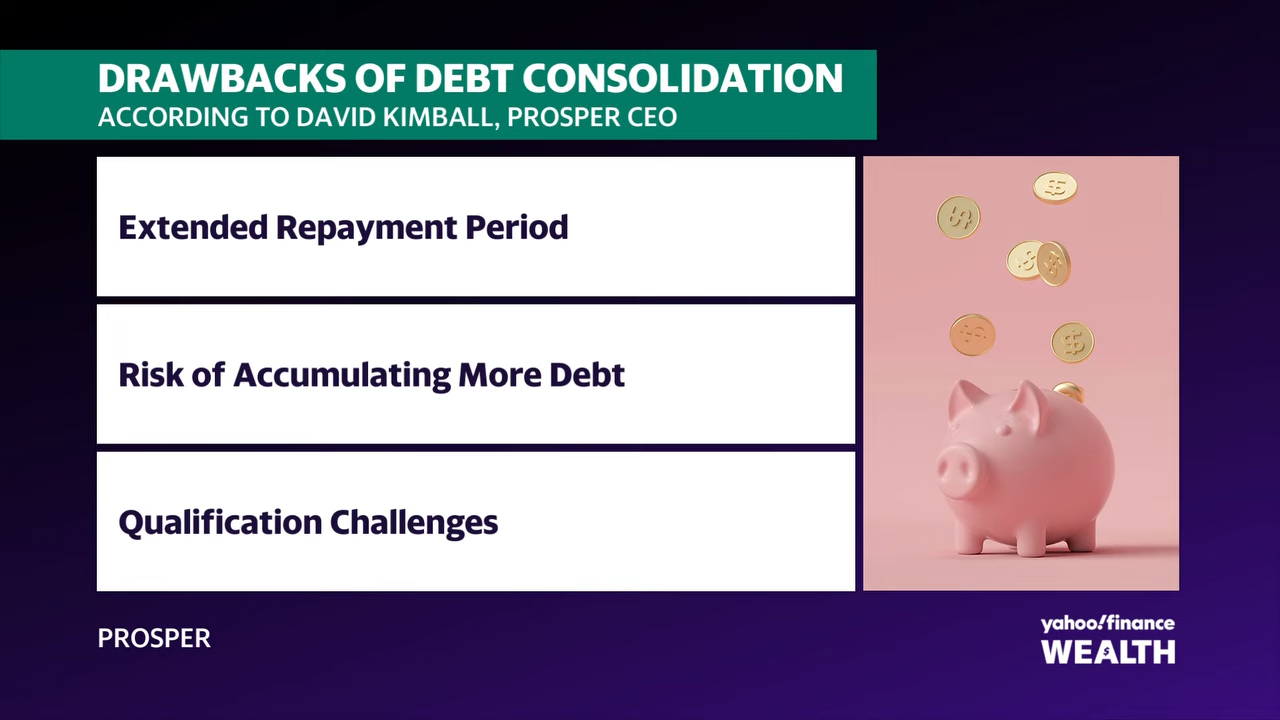 DRAWBACKS OF DEBT CONSOLIDATION
ACCORDING TO DAVID KIMBALL, PROSPER CEO
Extended Repayment Period
Risk of Accumulating More Debt
Qualification Challenges
PROSPER
yahoo!finance
WEALTH